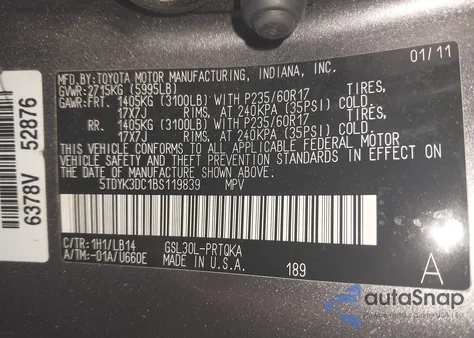 01/11
MFD. BY: TOYOTA MOTOR MANUFACTURING, INDIANA, INC.
GVWR: 2715KG (5995LB)
GAWR: FRT. 1405KG (3100LB) WITH P235/60R17 TIRES,
17X7J RIMS, AT 240KPA (35PSI) COLD.
RR. 1405KG (3100LB) WITH P235/60R17 TIRES,
17X7J RIMS, AT 240KPA (35PSI) COLD.
THIS VEHICLE CONFORMS TO ALL APPLICABLE FEDERAL MOTOR
VEHICLE SAFETY AND THEFT PREVENTION STANDARDS IN EFFECT
ON THE DATE OF MANUFACTURE SHOWN ABOVE.
5TDYK3DC1BS119839 MPV
C/TR: 1H1/LB14 GSL30L-PRTQKA
A/TM: -01A/U660E MADE IN U.S.A. 189
A
6378V 52876
autoSnap